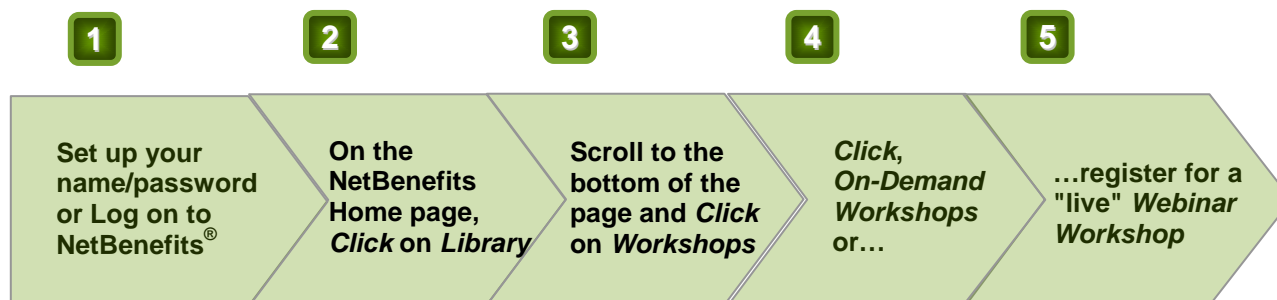 1
Set up your
name/password
or Log on to
NetBenefits®
2
On the
NetBenefits
Home page,
Click on Library
3
Scroll to the
bottom of the
page and Click
on Workshops
4
Click,
On-Demand
Workshops
or…
5
…register for a
"live" Webinar
Workshop